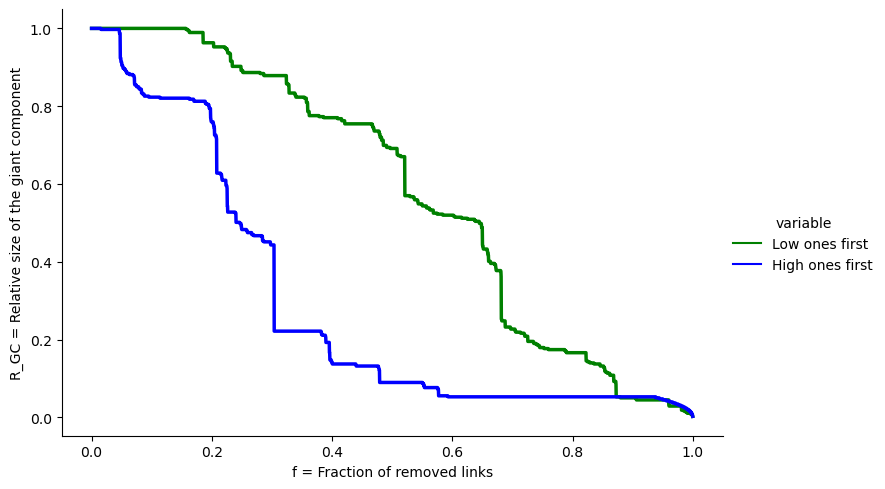 R_GC = Relative size of the giant component
1.0
0.8
0.6
0.4
0.2
0.0
0.0 0.2 0.4 0.6 0.8 1.0
f = Fraction of removed links
variable
Low ones first
High ones first